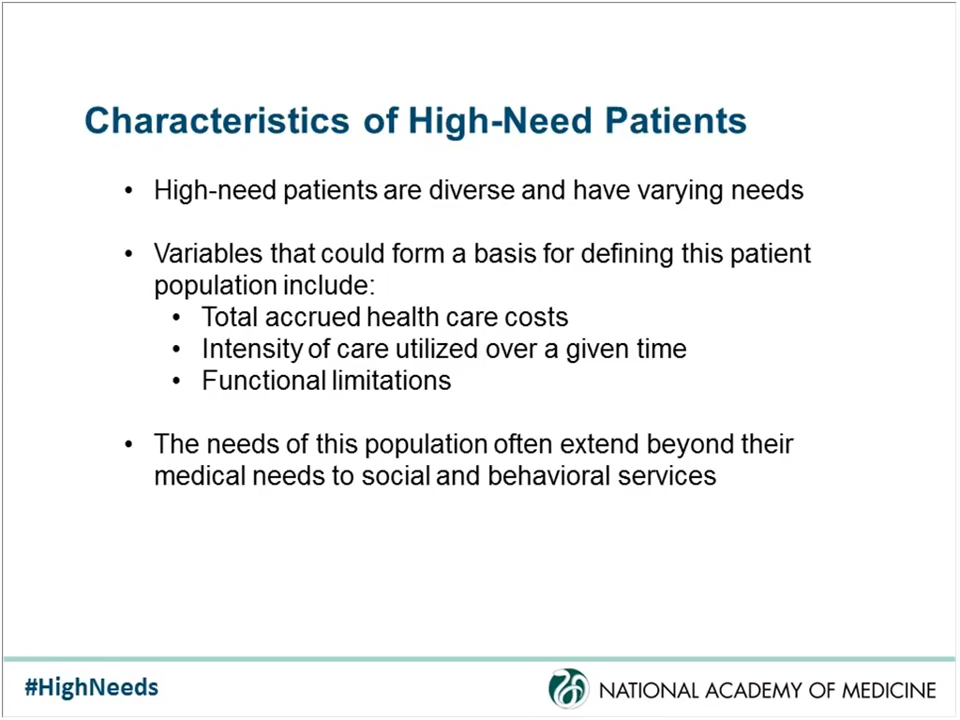 Characteristics of High-Need Patients
• High-need patients are diverse and have varying needs
• Variables that could form a basis for defining this patient
population include:
• Total accrued health care costs
• Intensity of care utilized over a given time
• Functional limitations
• The needs of this population often extend beyond their
medical needs to social and behavioral services
#HighNeeds
NATIONAL ACADEMY OF MEDICINE